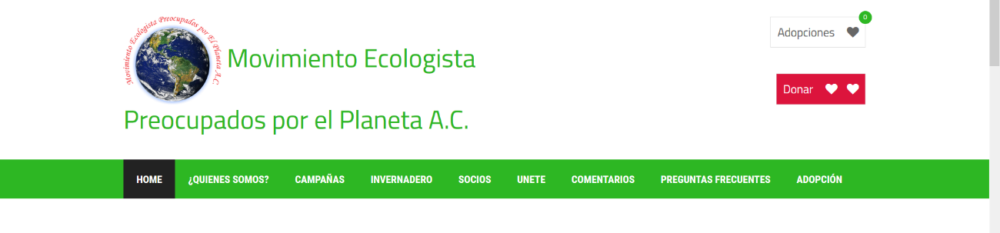 Movimiento Ecologista Preocupados por El Planeta A.C.
Movimiento Ecologista
Preocupados por el Planeta A.C.
0
Adopciones
Donar
HOME ¿QUIENES SOMOS? CAMPAÑAS INVERNADERO SOCIOS UNETE COMENTARIOS PREGUNTAS FRECUENTES ADOPCIÓN